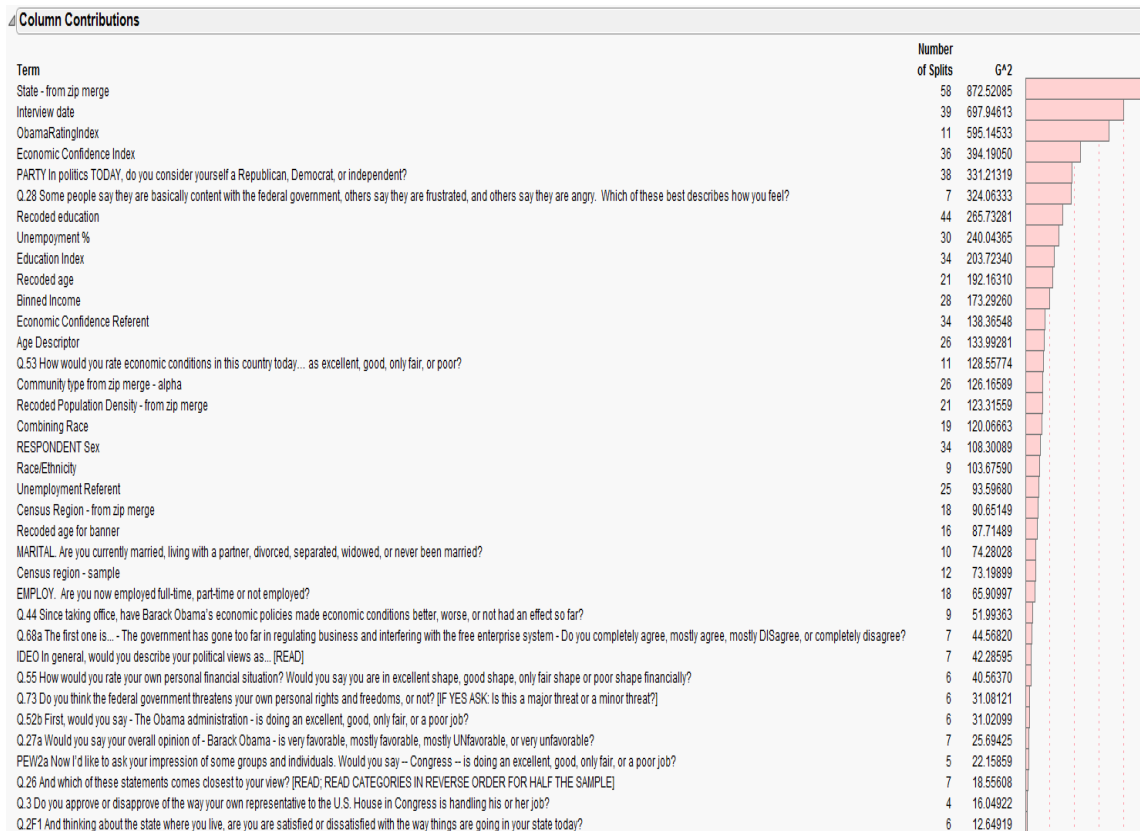 Column Contributions
Number
Term of Splits G^2
State - from zip merge 58 872.52085
Interview date 39 697.94613
ObamaRatingIndex 11 595.14533
Economic Confidence Index 36 394.19050
PARTY In politics TODAY, do you consider yourself a Republican, Democrat, or independent? 38 331.21319
Q.28 Some people say they are basically content with the federal government, others say they are frustrated, and others say they are angry. Which of these best describes how you feel? 7 324.06333
Recoded education 44 265.73281
Unempoyment % 30 240.04365
Education Index 34 203.72340
Recoded age 21 192.16310
Binned Income 28 173.29260
Economic Confidence Referent 34 138.36548
Age Descriptor 26 133.99281
Q.53 How would you rate economic conditions in this country today... as excellent, good, only fair, or poor? 11 128.55774
Community type from zip merge - alpha 26 126.16589
Recoded Population Density - from zip merge 21 123.31559
Combining Race 19 120.06663
RESPONDENT Sex 34 108.30089
Race/Ethnicity 9 103.67590
Unemployment Referent 25 93.59680
Census Region - from zip merge 18 90.65149
Recoded age for banner 16 87.71489
MARITAL. Are you currently married, living with a partner, divorced, separated, widowed, or never been married? 10 74.28028
Census region - sample 12 73.19899
EMPLOY. Are you now employed full-time, part-time or not employed? 18 65.90997
Q.44 Since taking office, have Barack Obama's economic policies made economic conditions better, worse, or not had an effect so far? 9 51.99363
Q.68a The first one is... - The government has gone too far in regulating business and interfering with the free enterprise system - Do you completely agree, mostly agree, mostly DISagree, or completely disagree? 7 44.56820
IDEO In general, would you describe your political views as... [READ] 7 42.28595
Q.55 How would you rate your own personal financial situation? Would you say you are in excellent shape, good shape, only fair shape or poor shape financially? 6 40.56370
Q.73 Do you think the federal government threatens your own personal rights and freedoms, or not? [IF YES ASK: Is this a major threat or a minor threat?] 6 31.08121
Q.52b First, would you say - The Obama administration - is doing an excellent, good, only fair, or a poor job? 6 31.02099
Q.27a Would you say your overall opinion of - Barack Obama - is very favorable, mostly favorable, mostly UNfavorable, or very unfavorable? 7 25.69425
PEW2a Now I'd like to ask your impression of some groups and individuals. Would you say -- Congress -- is doing an excellent, good, only fair, or a poor job? 5 22.15859
Q.26 And which of these statements comes closest to your view? [READ; READ CATEGORIES IN REVERSE ORDER FOR HALF THE SAMPLE] 7 18.55608
Q.3 Do you approve or disapprove of the way your own representative to the U.S. House in Congress is handling his or her job? 4 16.04922
Q.2F1 And thinking about the state where you live, are you are satisfied or dissatisfied with the way things are going in your state today? 6 12.64919